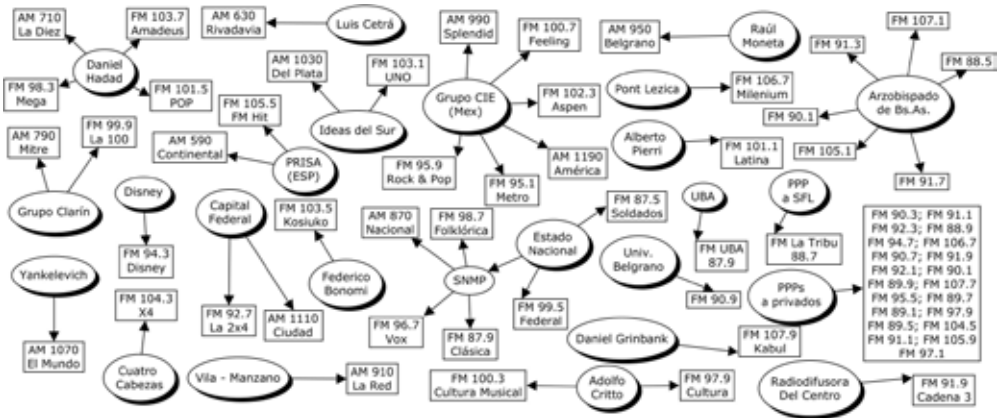 AM 710
La Diez
FM 103.7
Amadeus
Daniel
Hadad
FM 98.3
Mega
FM 101.5
POP
AM 630
Rivadavia
Luis Cetrá
AM 1030
Del Plata
FM 103.1
UNO
Ideas del Sur
AM 990
Splendid
FM 100.7
Feeling
Grupo CIE
(Mex)
FM 102.3
Aspen
AM 1190
América
FM 95.9
Rock & Pop
FM 95.1
Metro
AM 950
Belgrano
Raúl
Moneta
Pont Lezica
FM 106.7
Milenium
Alberto
Pierri
FM 101.1
Latina
FM 107.1
FM 91.3
FM 88.5
Arzobispado
de Bs.As.
FM 90.1
FM 105.1
FM 91.7
AM 790
Mitre
FM 99.9
La 100
Grupo Clarín
FM 105.5
FM Hit
AM 590
Continental
PRISA
(ESP)
Disney
FM 94.3
Disney
Capital
Federal
FM 92.7
La 2x4
AM 1110
Ciudad
FM 103.5
Kosiuko
Federico
Bonomi
AM 870
Nacional
FM 98.7
Folklórica
SNMP
FM 96.7
Vox
FM 87.9
Clásica
Estado
Nacional
FM 87.5
Soldados
FM 99.5
Federal
UBA
FM UBA
87.9
Univ.
Belgrano
FM 90.9
PPP
a SFL
FM La Tribu
88.7
PPPs
a privados
FM 90.3; FM 91.1
FM 92.3; FM 88.9
FM 94.7; FM 106.7
FM 90.7; FM 91.9
FM 92.1; FM 90.1
FM 89.9; FM 107.7
FM 95.5; FM 89.7
FM 89.1; FM 97.9
FM 89.5; FM 104.5
FM 91.1; FM 105.9
FM 97.1
Yankelevich
AM 1070
El Mundo
FM 104.3
X4
Cuatro
Cabezas
Vila - Manzano
AM 910
La Red
Daniel Grinbank
FM 107.9
Kabul
FM 100.3
Cultura Musical
Adolfo
Critto
FM 97.9
Cultura
Radiodifusora
Del Centro
FM 91.9
Cadena 3